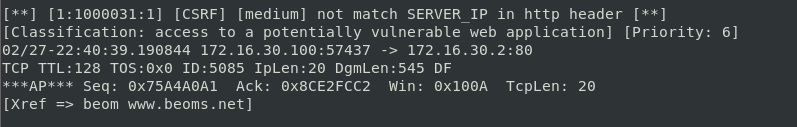 [**] [1:1000031:1] [CSRF] [medium] not match SERVER_IP in http header [**]
[Classification: access to a potentially vulnerable web application] [Priority: 6]
02/27-22:40:39.190844 172.16.30.100:57437 -> 172.16.30.2:80
TCP TTL:128 TOS:0x0 ID:5085 IpLen:20 DgmLen:545 DF
***AP*** Seq: 0x75A4A0A1  Ack: 0x8CE2FCC2  Win: 0x100A  TcpLen: 20
[Xref => beom www.beoms.net]